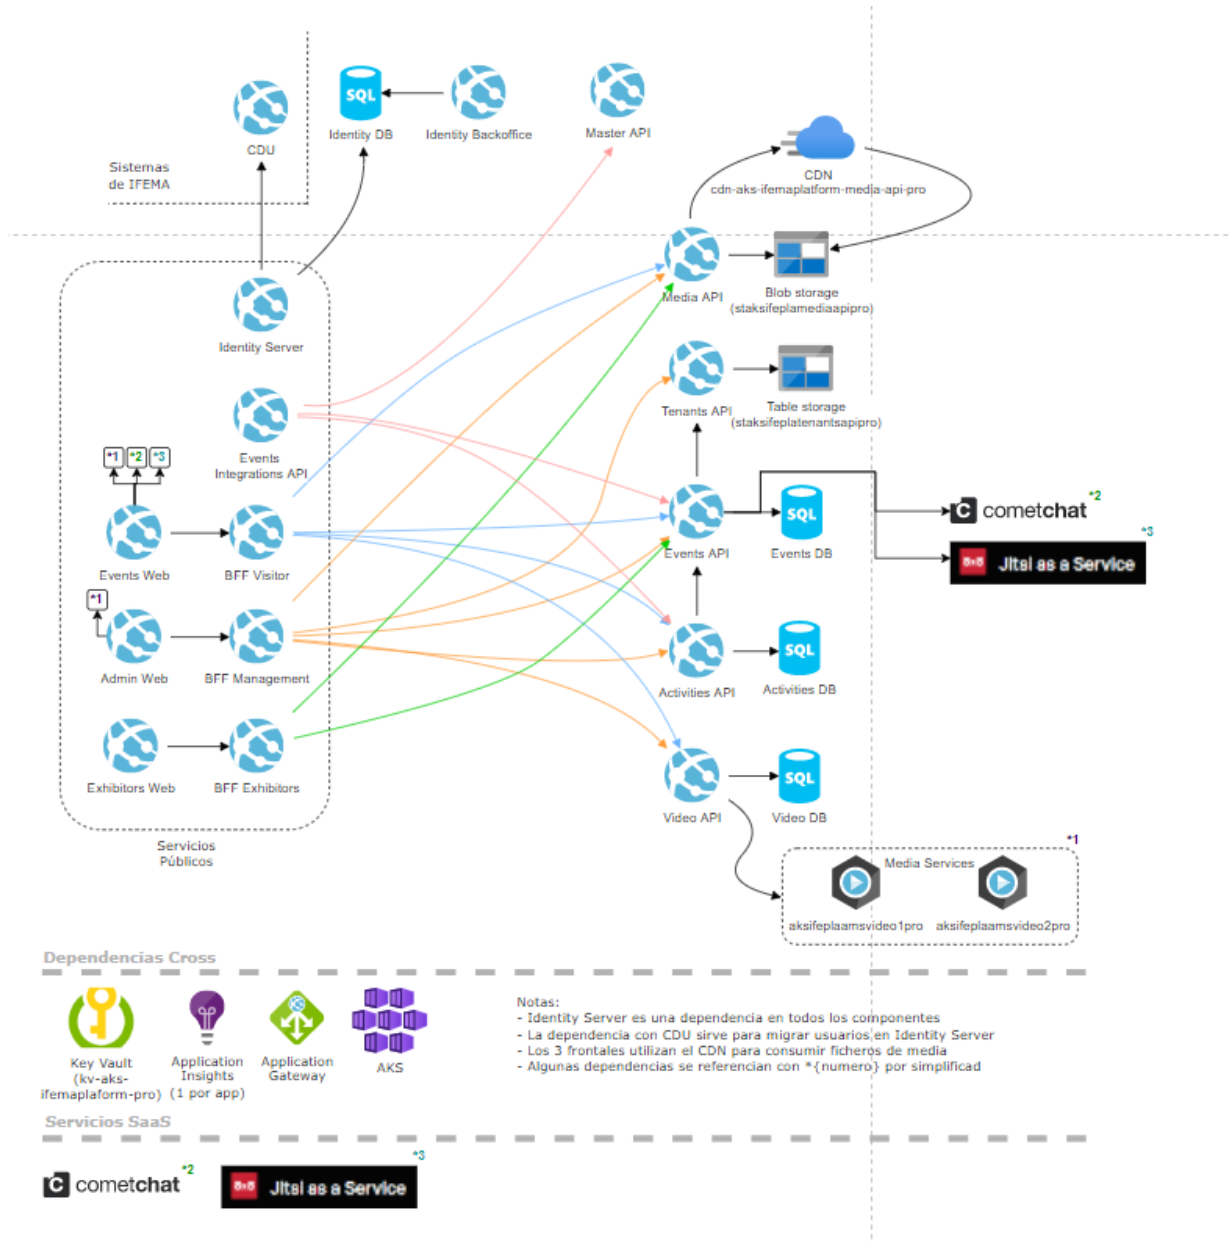 CDU
Sistemas
de IFEMA
SQL
Identity DB
Identity Backoffice
Master API
CDN
cdn-aks-ifemaplatform-media-api-pro
Identity Server
Media API
Blob storage
(staksifeplamediaapipro)
Events
Integrations API
Tenants API
Table storage
(staksifeplatenantsapipro)
*1
*2
*3
Events Web
BFF Visitor
Events API
SQL
Events DB
cometchat
*2
*3
Jitsi as a Service
*1
Admin Web
BFF Management
Activities API
SQL
Activities DB
Exhibitors Web
BFF Exhibitors
Video API
SQL
Video DB
Servicios
Públicos
*1
Media Services
aksifeplaamsvideo1pro
aksifeplaamsvideo2pro
Dependencias Cross
Key Vault
(kv-aks-
ifemaplaform-pro)
Application
Insights
(1 por app)
Application
Gateway
AKS
Notas:
- Identity Server es una dependencia en todos los componentes
- La dependencia con CDU sirve para migrar usuarios en Identity Server
- Los 3 frontales utilizan el CDN para consumir ficheros de media
- Algunas dependencias se referencian con *{numero} por simplificad
Servicios SaaS
cometchat
*2
Jitsi as a Service
*3